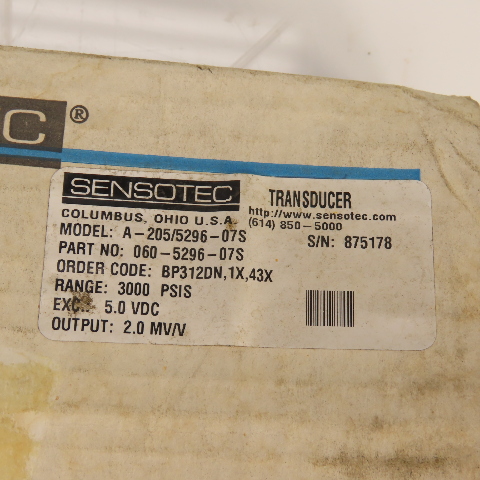 C®
SENSOTEC TRANSDUCER
COLUMBUS, OHIO U.S.A. http://www.sensotec.com
(614) 850-5000
MODEL: A-205/5296-07S S/N: 875178
PART NO: 060-5296-07S
ORDER CODE: BP312DN,1X,43X
RANGE: 3000 PSIS
EXC: 5.0 VDC
OUTPUT: 2.0 MV/V